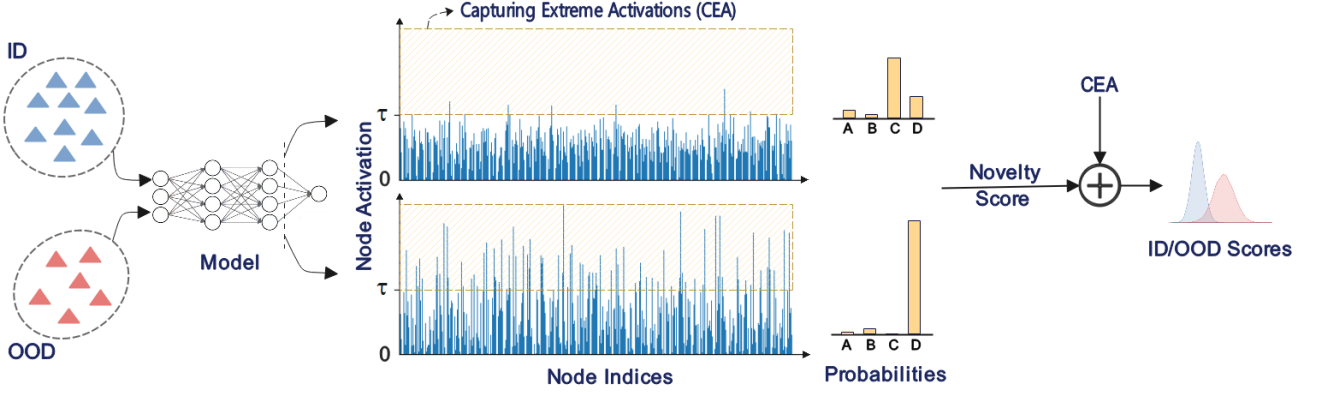 Capturing Extreme Activations (CEA)
ID
OOD
Model
Node Activation
τ
0
τ
0
Node Indices
A B C D
A B C D
Probabilities
Novelty
Score
CEA
ID/OOD Scores